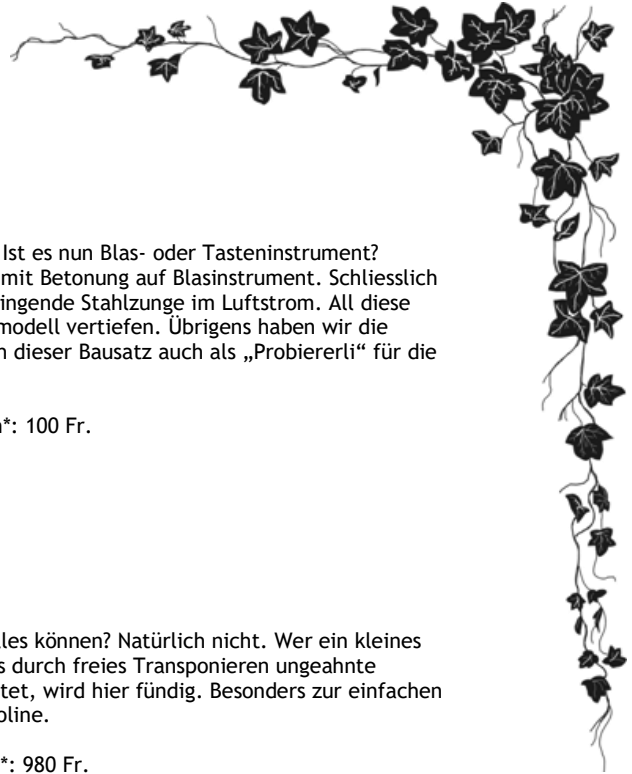 Ist es nun Blas- oder Tasteninstrument?
mit Betonung auf Blasinstrument. Schliesslich
ingende Stahlzunge im Luftstrom. All diese
modell vertiefen. Übrigens haben wir die
n dieser Bausatz auch als „Probiererli“ für die
*: 100 Fr.
lles können? Natürlich nicht. Wer ein kleines
s durch freies Transponieren ungeahnte
tet, wird hier fündig. Besonders zur einfachen
oline.
*: 980 Fr.